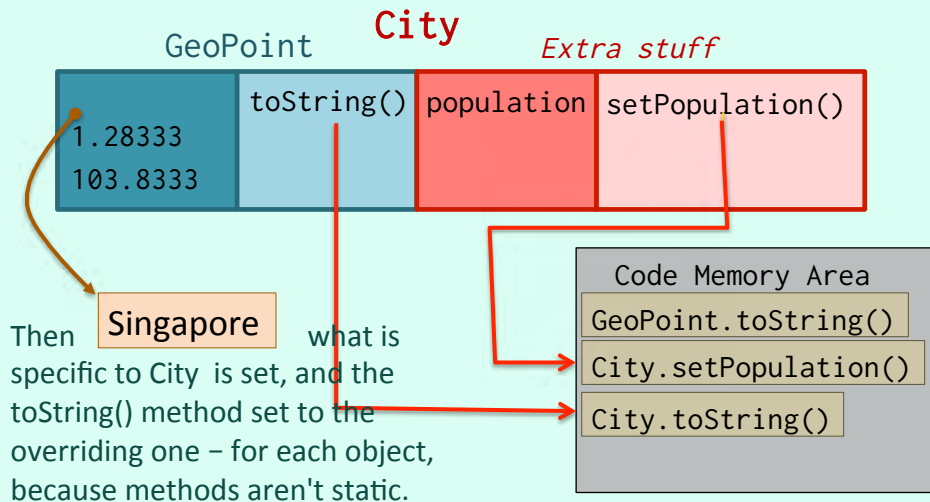 City
GeoPoint
Extra stuff
toString()
population
setPopulation()
1.28333
103.8333
Singapore
Then what is
specific to City is set, and the
toString() method set to the
overriding one – for each object,
because methods aren't static.
Code Memory Area
GeoPoint.toString()
City.setPopulation()
City.toString()